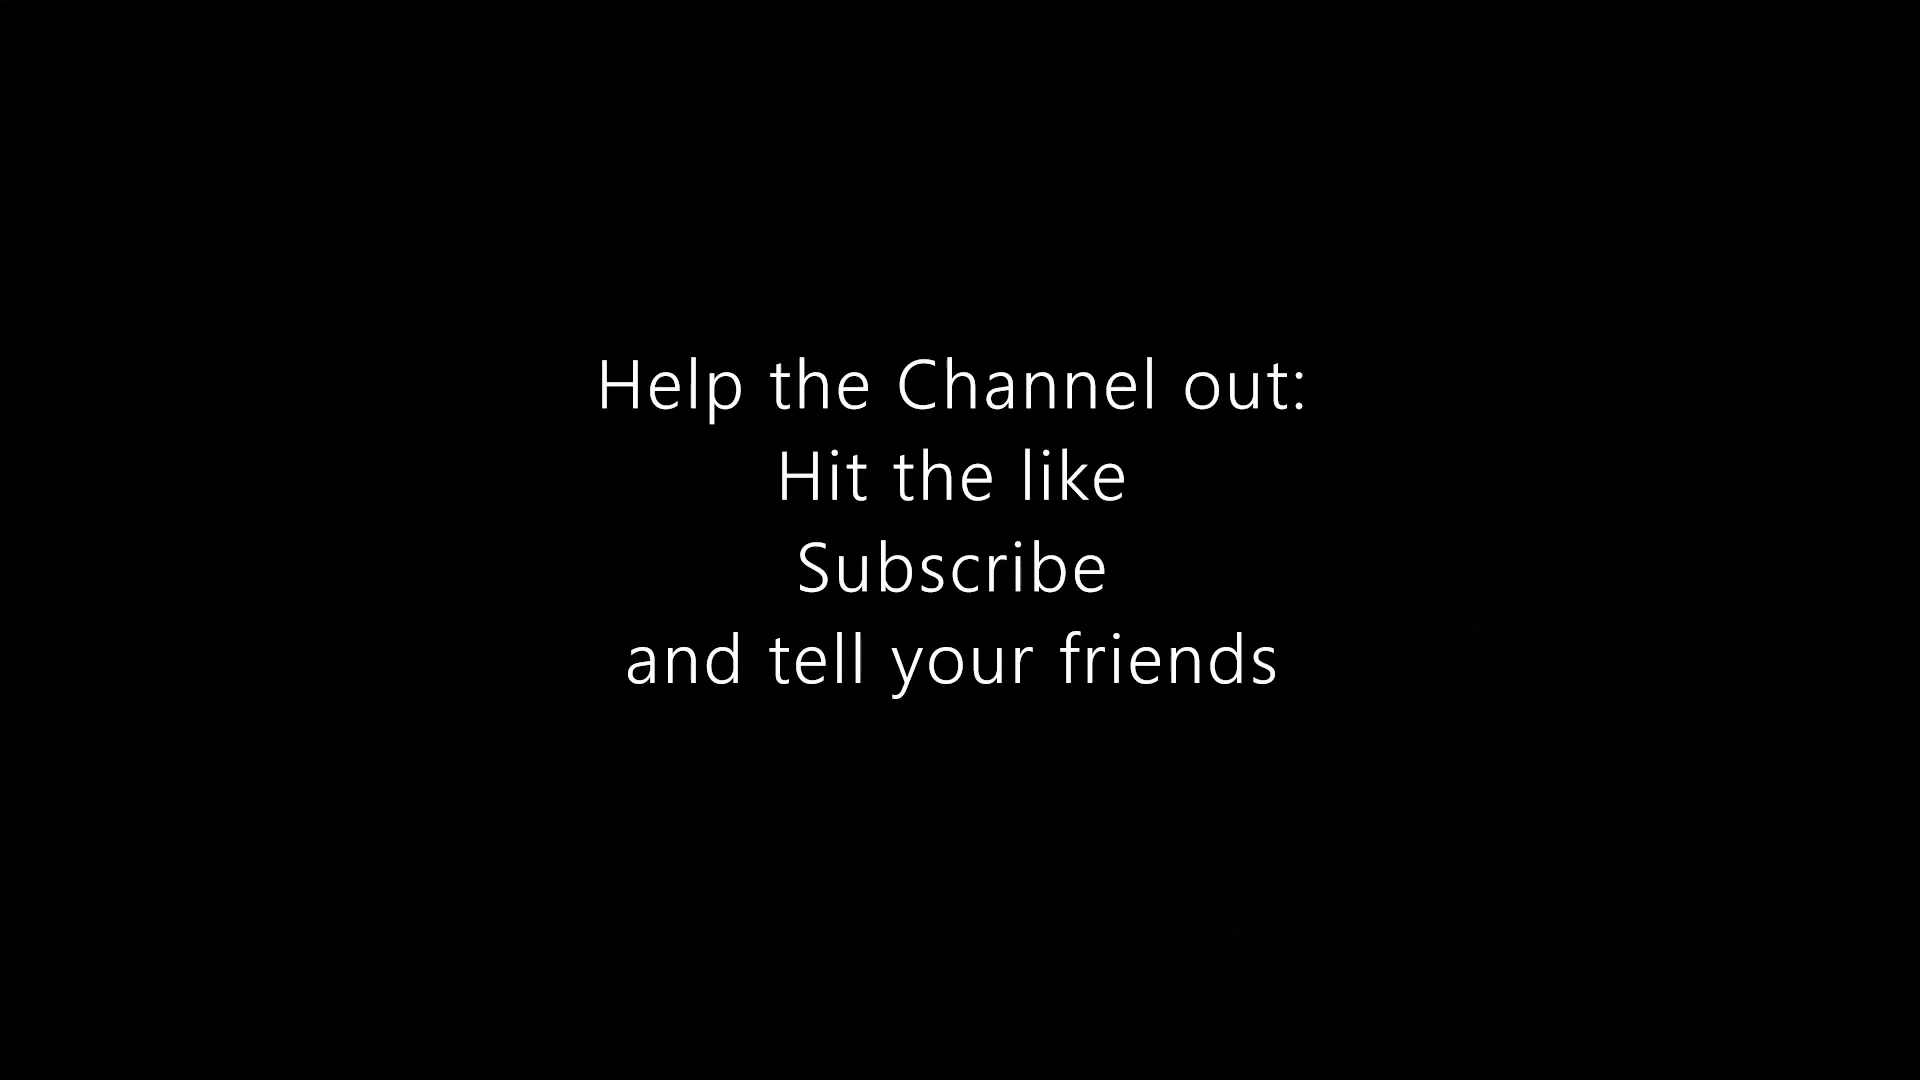 Help the Channel out:
Hit the like
Subscribe
and tell your friends